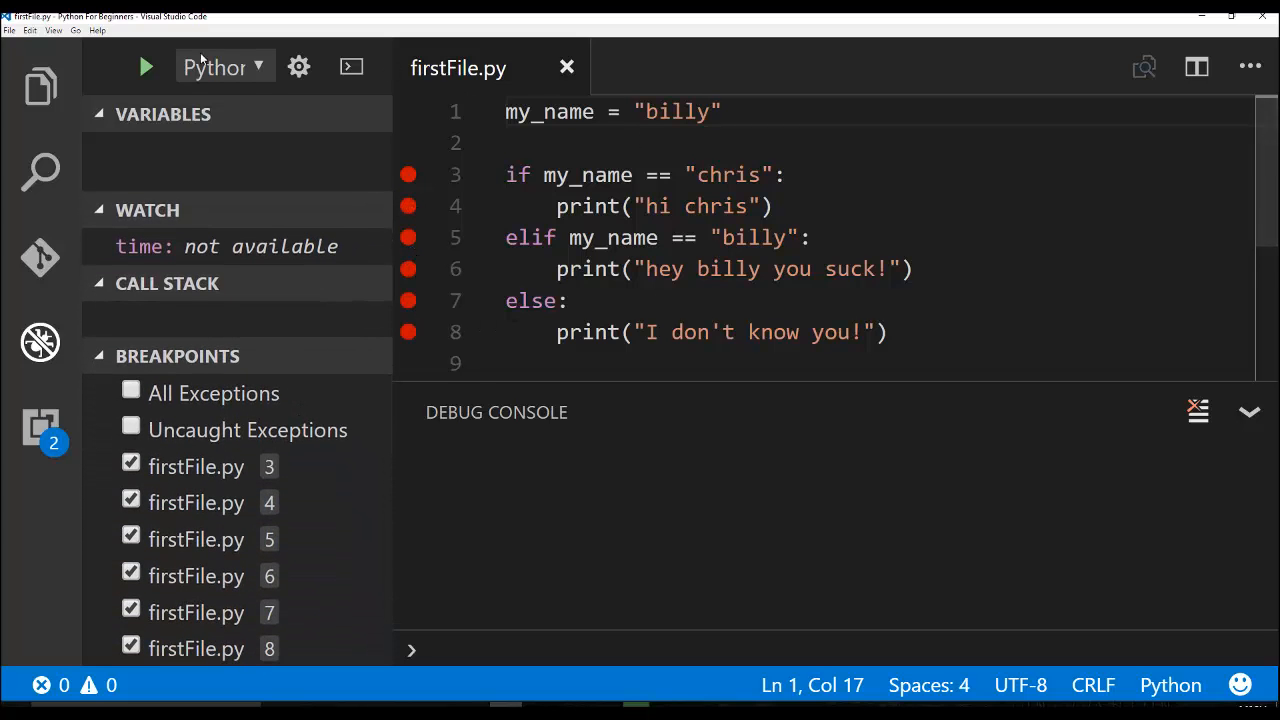 firstFile.py - Python For Beginners - Visual Studio Code
File Edit View Go Help
Python
firstFile.py
VARIABLES
WATCH
time: not available
CALL STACK
BREAKPOINTS
All Exceptions
Uncaught Exceptions
firstFile.py 3
firstFile.py 4
firstFile.py 5
firstFile.py 6
firstFile.py 7
firstFile.py 8
1 my_name = "billy"
2
3 if my_name == "chris":
4 print("hi chris")
5 elif my_name == "billy":
6 print("hey billy you suck!")
7 else:
8 print("I don't know you!")
9
DEBUG CONSOLE
2
0 0
Ln 1, Col 17 Spaces: 4 UTF-8 CRLF Python